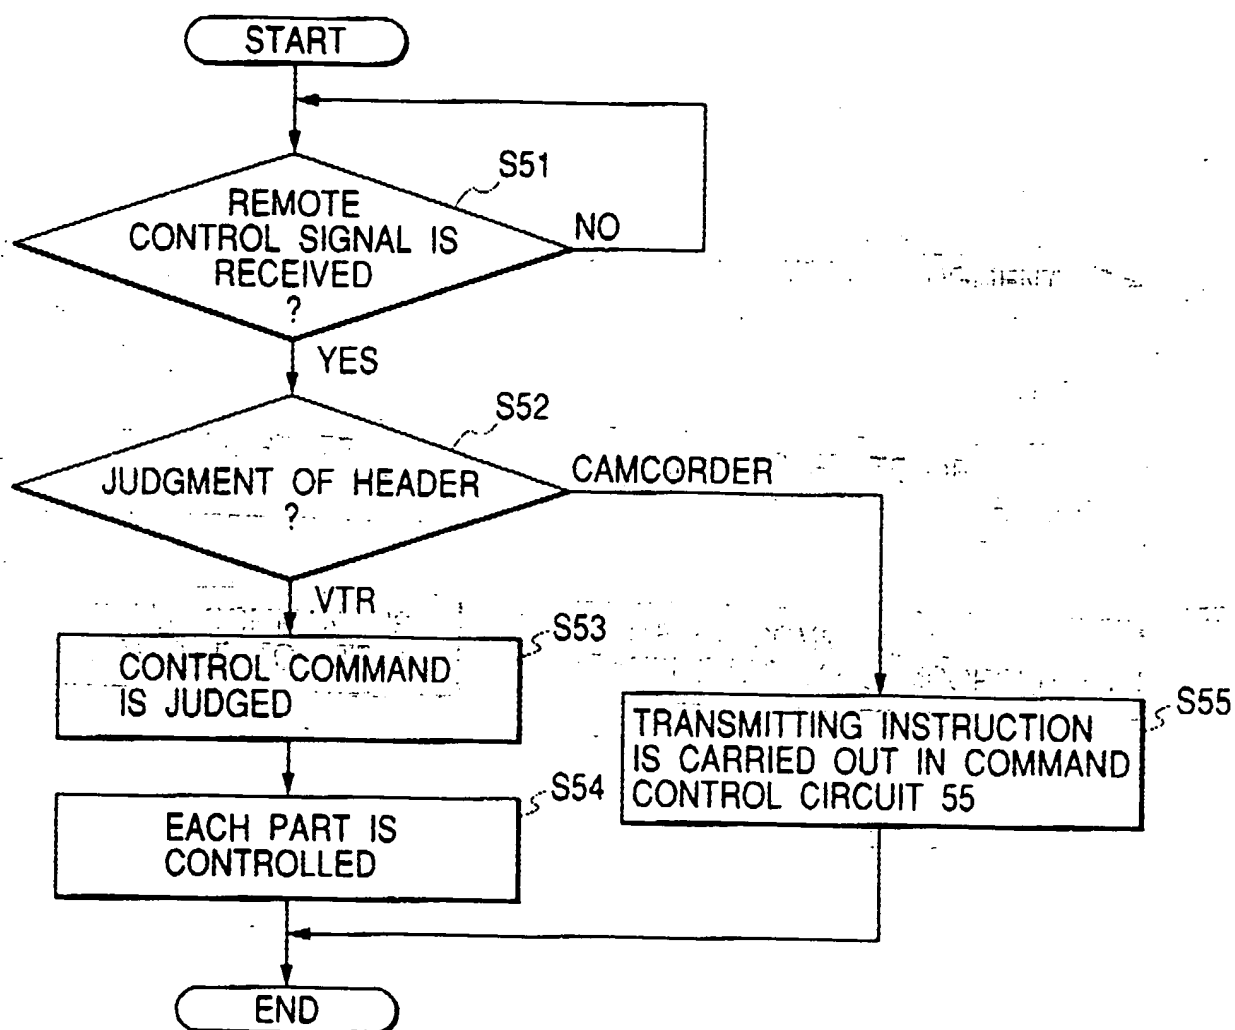 START
S51
REMOTE
CONTROL SIGNAL IS
RECEIVED
?
NO
YES
S52
JUDGMENT OF HEADER
?
CAMCORDER
VTR
S53
CONTROL COMMAND
IS JUDGED
S54
EACH PART IS
CONTROLLED
S55
TRANSMITTING INSTRUCTION
IS CARRIED OUT IN COMMAND
CONTROL CIRCUIT 55
END